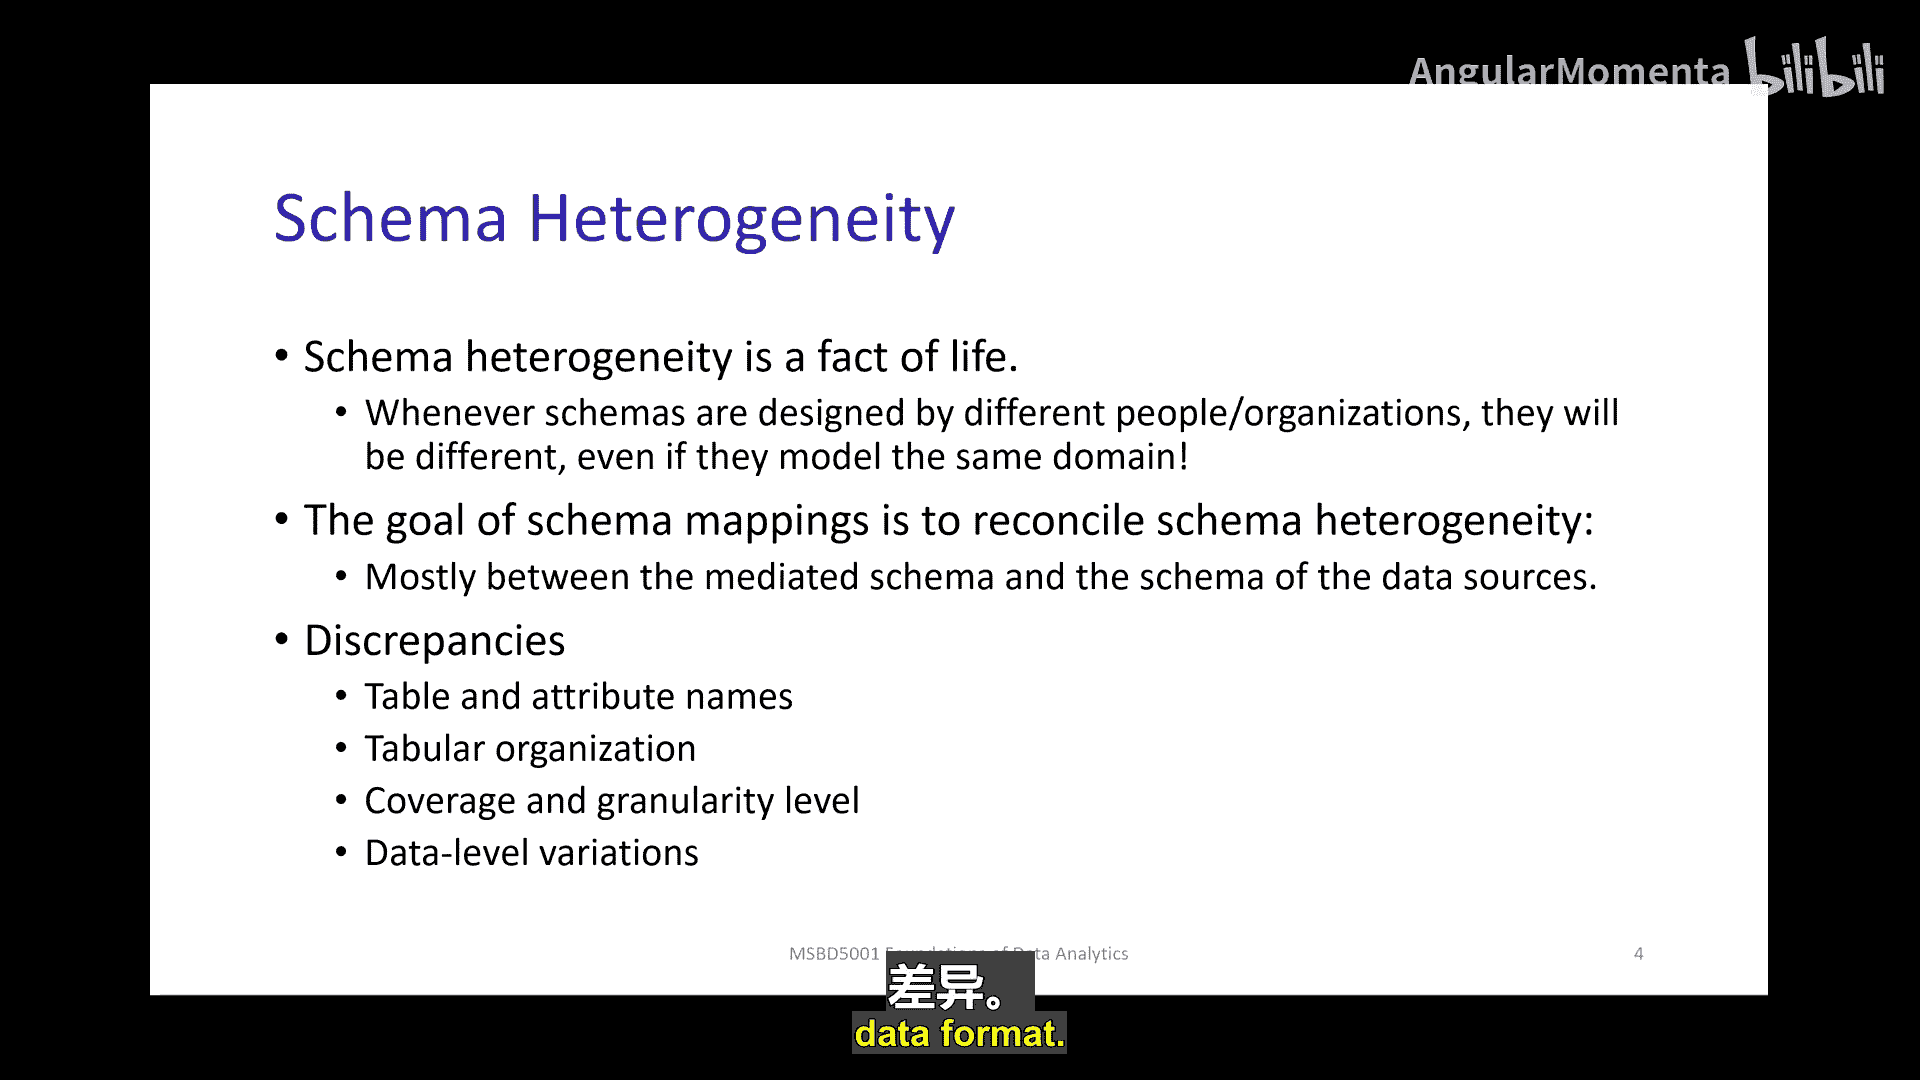 AngularMomenta bilibili
Schema Heterogeneity
• Schema heterogeneity is a fact of life.
• Whenever schemas are designed by different people/organizations, they will
be different, even if they model the same domain!
• The goal of schema mappings is to reconcile schema heterogeneity:
• Mostly between the mediated schema and the schema of the data sources.
• Discrepancies
• Table and attribute names
• Tabular organization
• Coverage and granularity level
• Data-level variations
MSBD5001 Foundations of Data Analytics 4
差异。
data format.